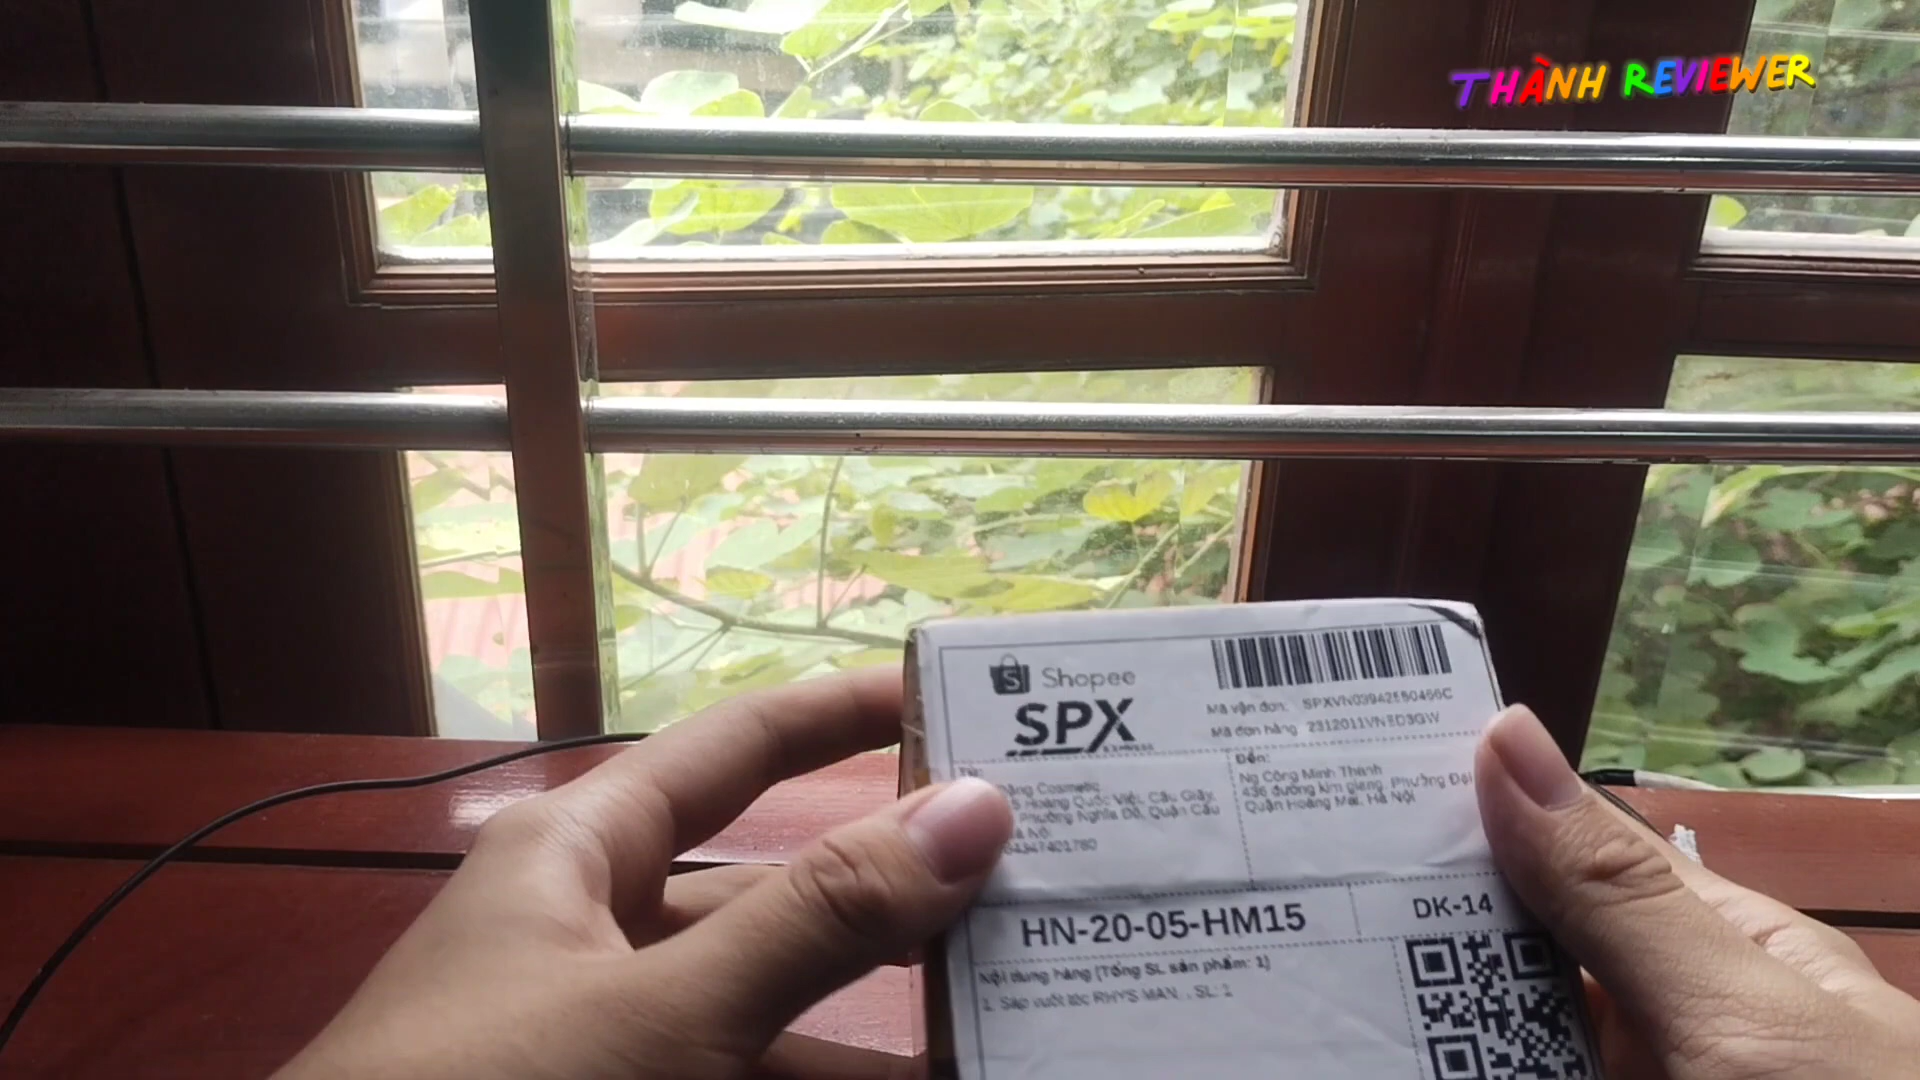 THÀNH REVIEWER
Shopee
SPX
EXPRESS
Mã vận đơn:
Mã đơn hàng: 2312011VNED3GW
Từ:
Cosmetic
Hoàng Quốc Việt, Cầu Giấy,
Phường Nghĩa Đô, Quận Cầu
Đến:
Ng Công Minh Thành
436 đường kim giang, Phường Đại
Quận Hoàng Mai, Hà Nội
HN-20-05-HM15
DK-14
Nội dung hàng (Tổng SL sản phẩm: 1)
1. Sáp vuốt tóc RHYS MAN, , SL: 1